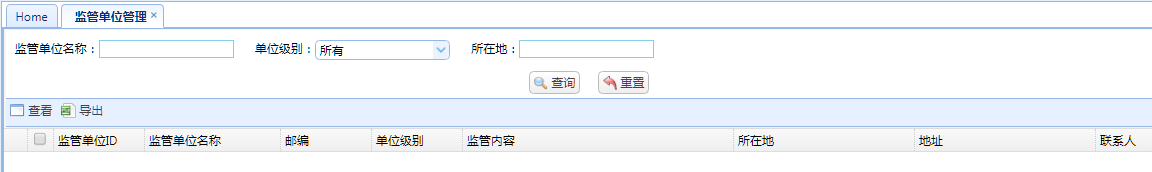 Home 监管单位管理 ×
监管单位名称： 单位级别： 所有 所在地：
查询 重置
查看 导出
监管单位ID 监管单位名称 邮编 单位级别 监管内容 所在地 地址 联系人